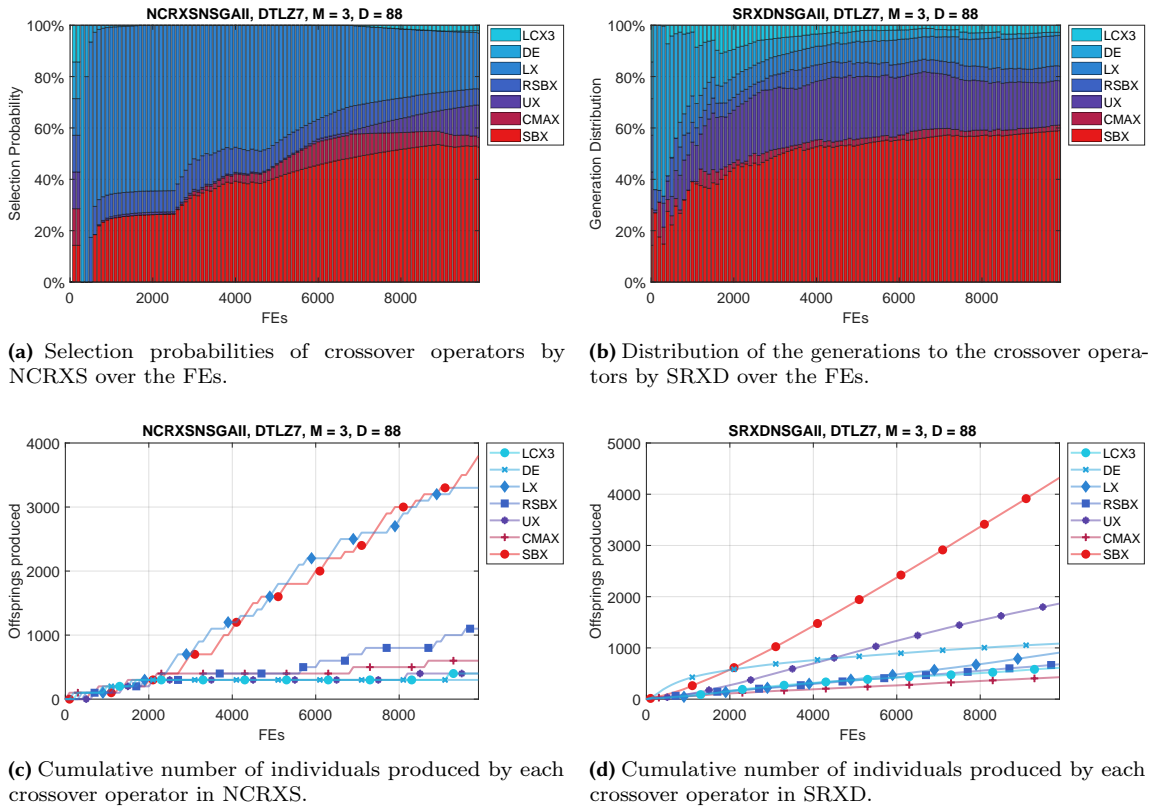 NCRXSNSGAII, DTLZ7, M = 3, D = 88
100%
80%
60%
40%
20%
0%
Selection Probability
0
2000
4000
6000
8000
FEs
LCX3
DE
LX
RSBX
UX
CMAX
SBX
(a) Selection probabilities of crossover operators by
NCRXS over the FEs.
SRXDNSGAII, DTLZ7, M = 3, D = 88
100%
80%
60%
40%
20%
0%
Generation Distribution
0
2000
4000
6000
8000
FEs
LCX3
DE
LX
RSBX
UX
CMAX
SBX
(b) Distribution of the generations to the crossover opera-
tors by SRXD over the FEs.
NCRXSNSGAII, DTLZ7, M = 3, D = 88
4000
3000
2000
1000
0
Offsprings produced
0
2000
4000
6000
8000
FEs
LCX3
DE
LX
RSBX
UX
CMAX
SBX
(c) Cumulative number of individuals produced by each
crossover operator in NCRXS.
SRXDNSGAII, DTLZ7, M = 3, D = 88
5000
4000
3000
2000
1000
0
Offsprings produced
0
2000
4000
6000
8000
FEs
LCX3
DE
LX
RSBX
UX
CMAX
SBX
(d) Cumulative number of individuals produced by each
crossover operator in SRXD.